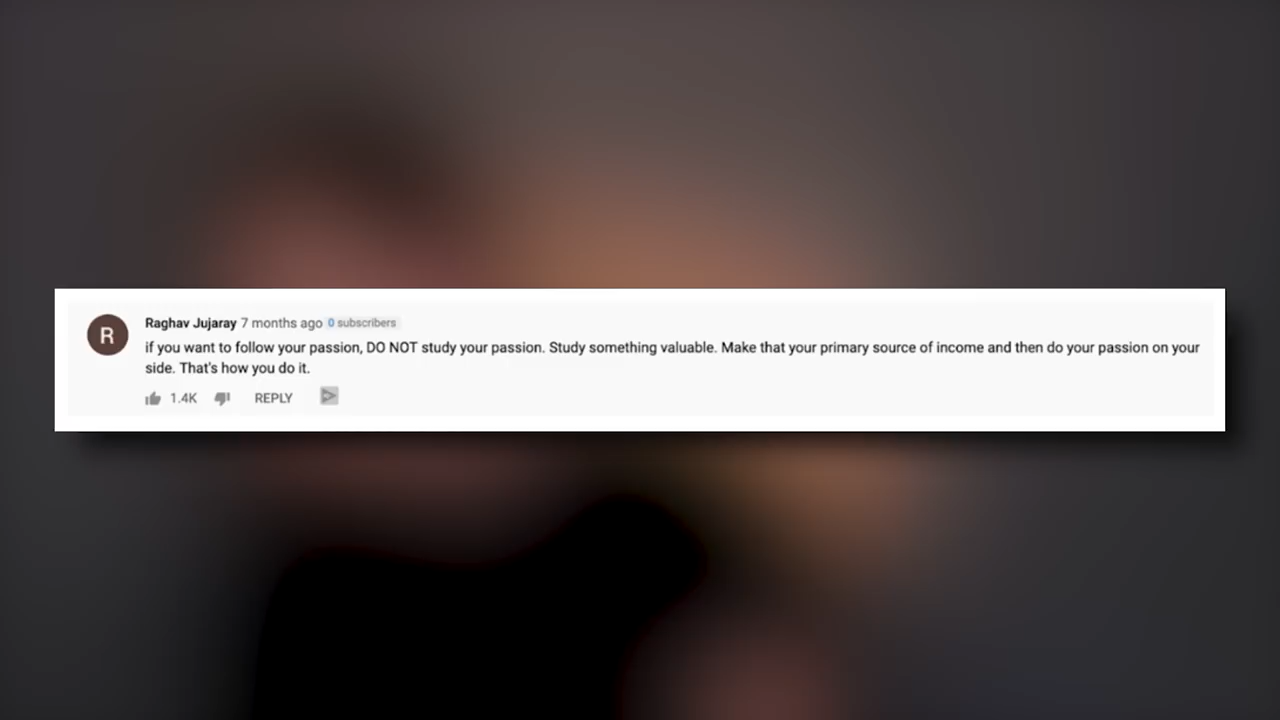 R
Raghav Jujaray 7 months ago 0 subscribers
if you want to follow your passion, DO NOT study your passion. Study something valuable. Make that your primary source of income and then do your passion on your
side. That's how you do it.
1.4K REPLY